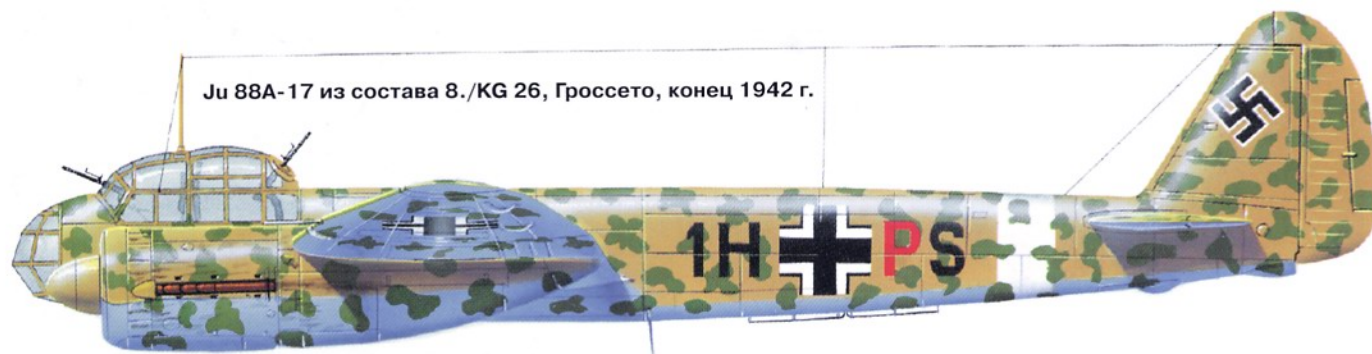 Ju 88A-17 из состава 8./KG 26, Гроссето, конец 1942 г.
1H PS